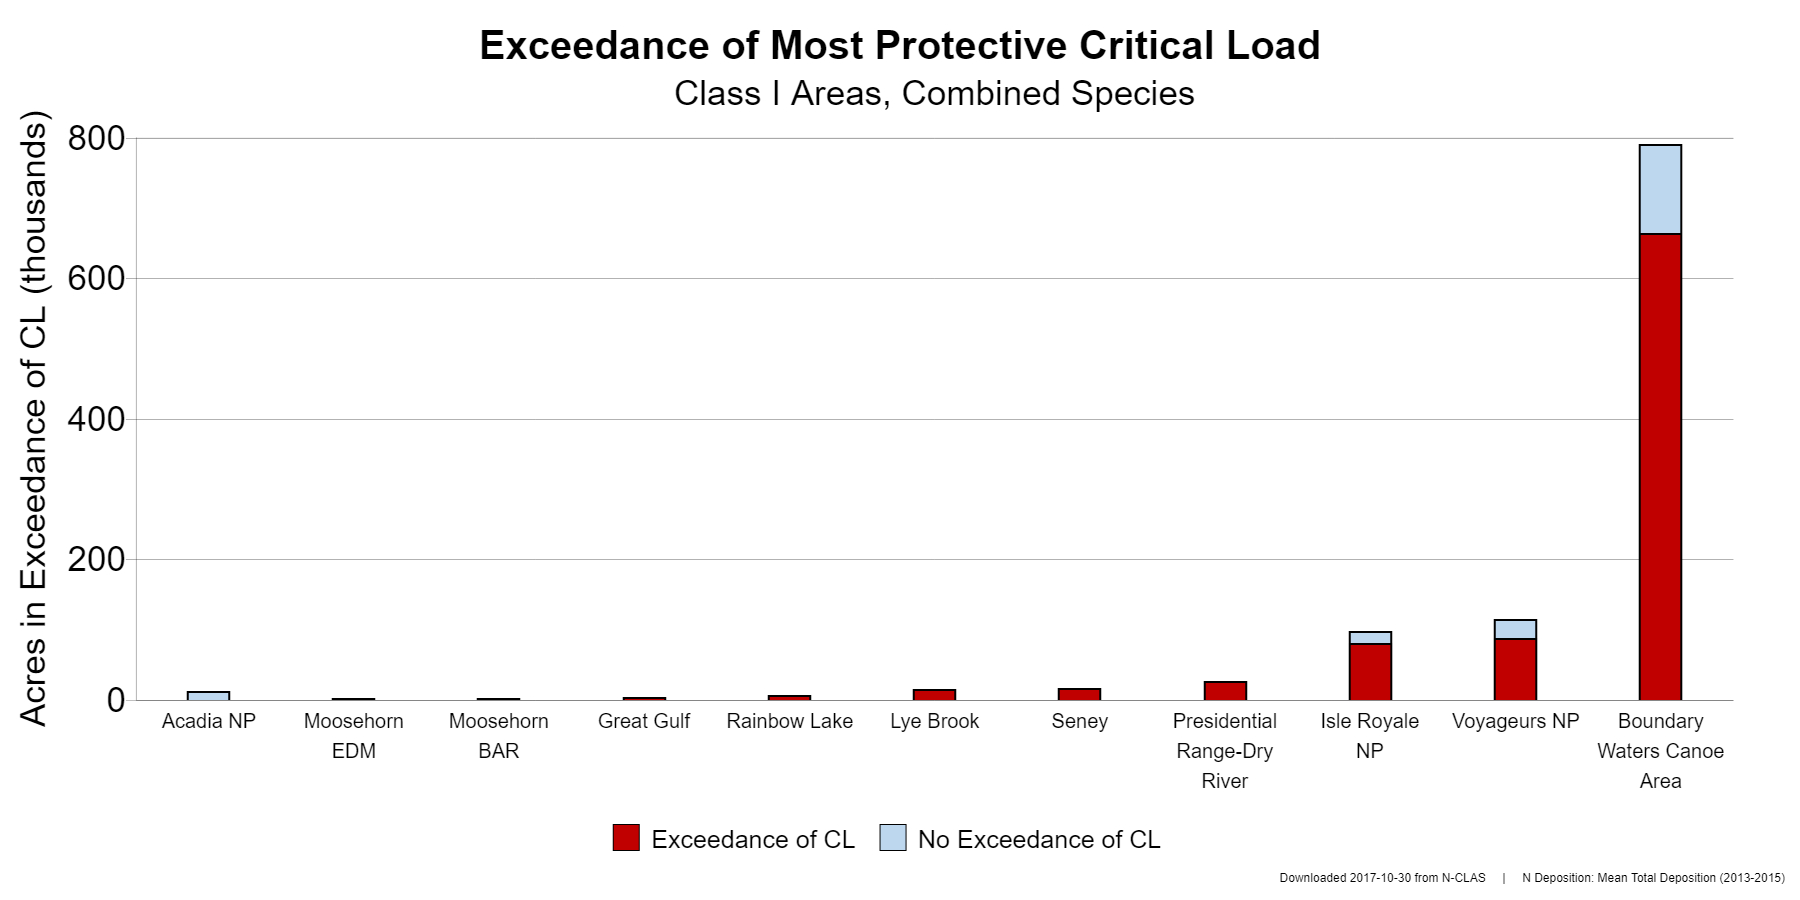 Exceedance of Most Protective Critical Load
Class I Areas, Combined Species
Acres in Exceedance of CL (thousands)
800
600
400
200
0
Acadia NP
Moosehorn
EDM
Moosehorn
BAR
Great Gulf
Rainbow Lake
Lye Brook
Seney
Presidential
Range-Dry
River
Isle Royale
NP
Voyageurs NP
Boundary
Waters Canoe
Area
Exceedance of CL
No Exceedance of CL
Downloaded 2017-10-30 from N-CLAS | N Deposition: Mean Total Deposition (2013-2015)